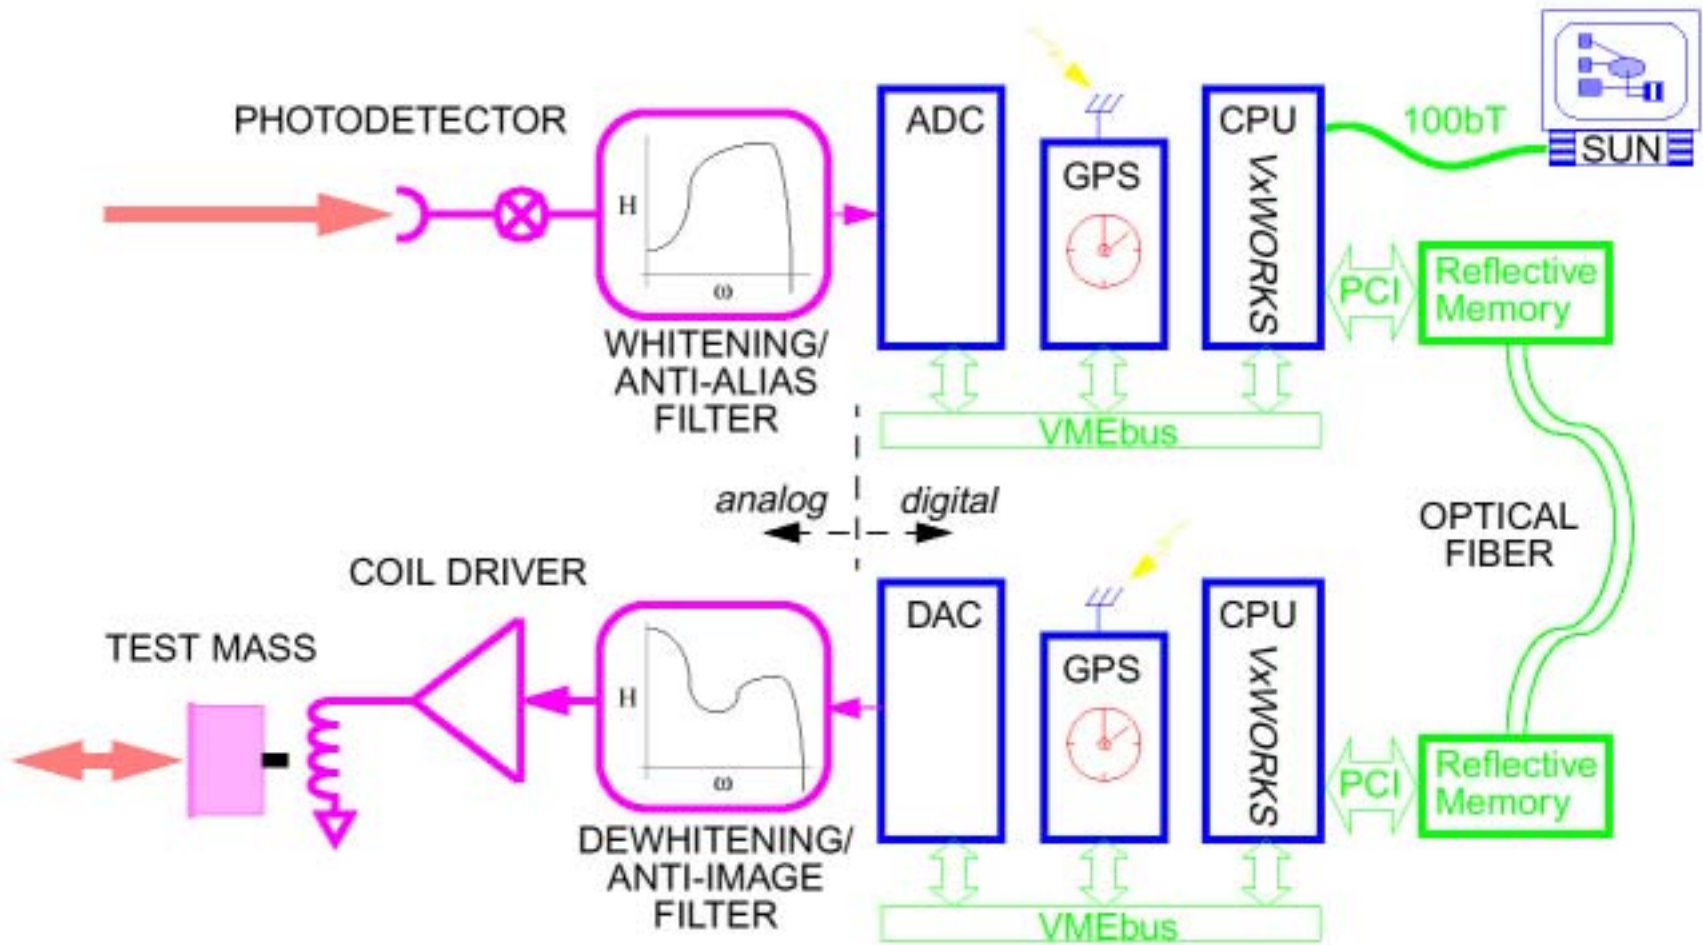 PHOTODETECTOR
H
ω
WHITENING/
ANTI-ALIAS
FILTER
ADC
GPS
CPU
VxWORKS
VMEbus
100bT
SUN
PCI
Reflective
Memory
analog
digital
OPTICAL
FIBER
COIL DRIVER
TEST MASS
H
ω
DEWHITENING/
ANTI-IMAGE
FILTER
DAC
GPS
CPU
VxWORKS
VMEbus
PCI
Reflective
Memory